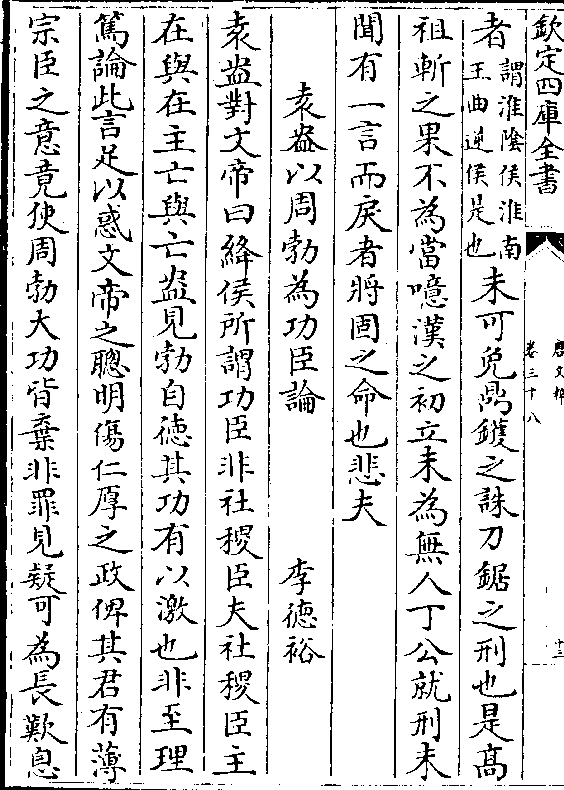 欽定四庫全書
唐文粹
卷三十八
十三
者謂淮陰侯淮南
王曲逆侯是也未可免鼎鑊之誅刀鋸之刑也是髙
祖斬之果不為當噫漢之初立未為無人丁公就刑未
聞有一言而戾者將固之命也悲夫
袁盎以周勃為功臣論 李徳裕
袁盎對文帝曰絳侯所謂功臣非社稷臣夫社稷臣主
在與在主亡與亡盎見勃自徳其功有以激也非至理
篤論此言足以惑文帝之聰明傷仁厚之政俾其君有薄
宗臣之意竟使周勃大功皆棄非罪見疑可為長歎息